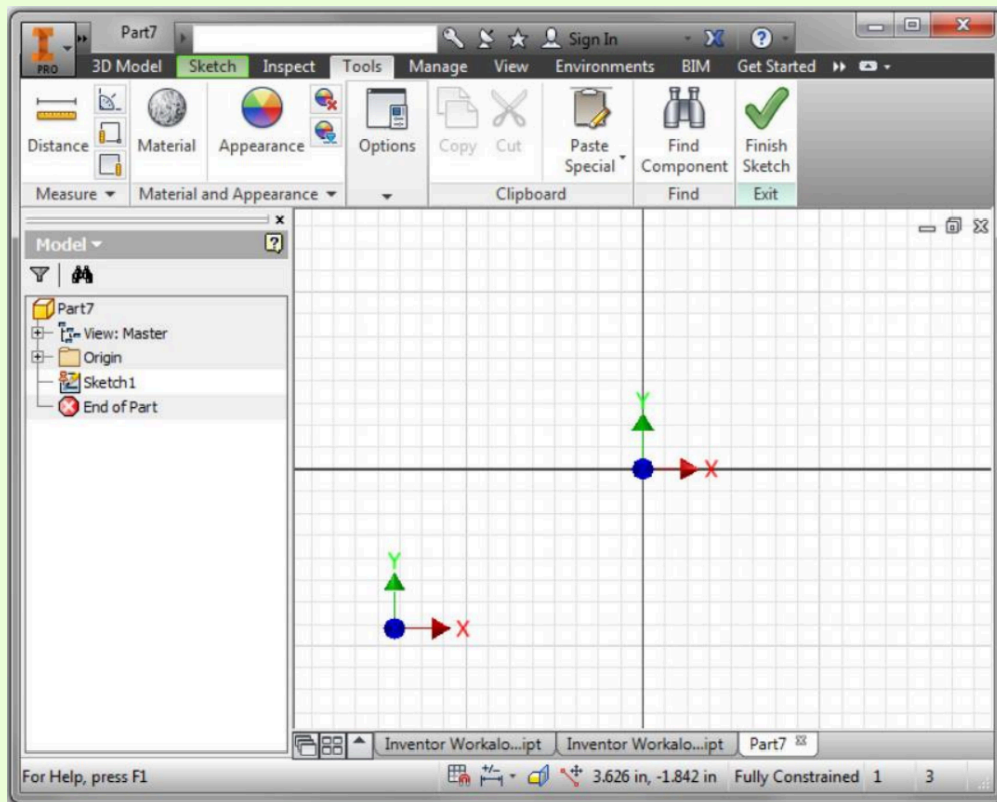 Part7
Sign In
PRO
3D Model Sketch Inspect Tools Manage View Environments BIM Get Started
Distance Material Appearance Options Copy Cut Paste Special Find Component Finish Sketch
Measure Material and Appearance Clipboard Find Exit
Model
Part7
View: Master
Origin
Sketch1
End of Part
Y
X
Y
X
Inventor Workalo...ipt Inventor Workalo...ipt Part7
For Help, press F1 3.626 in, -1.842 in Fully Constrained 1 3